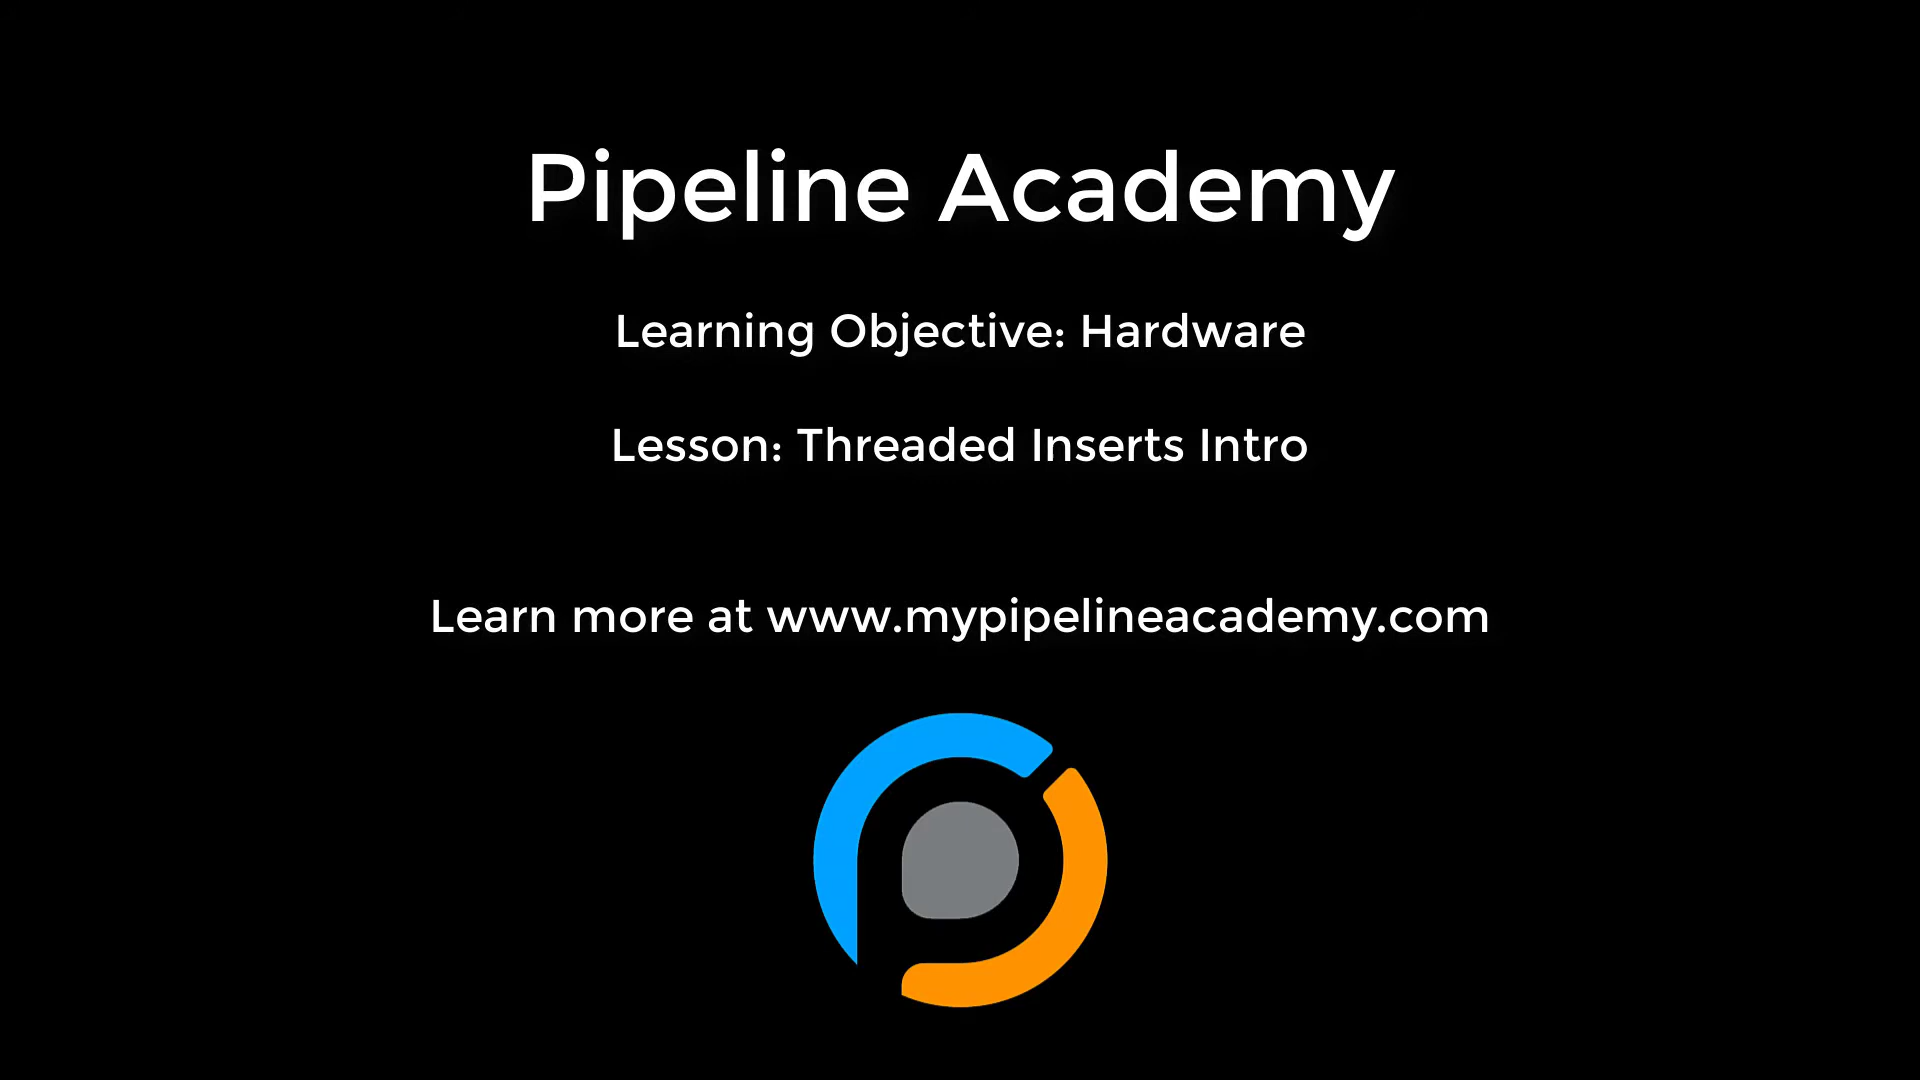 Pipeline Academy
Learning Objective: Hardware
Lesson: Threaded Inserts Intro
Learn more at www.mypipelineacademy.com